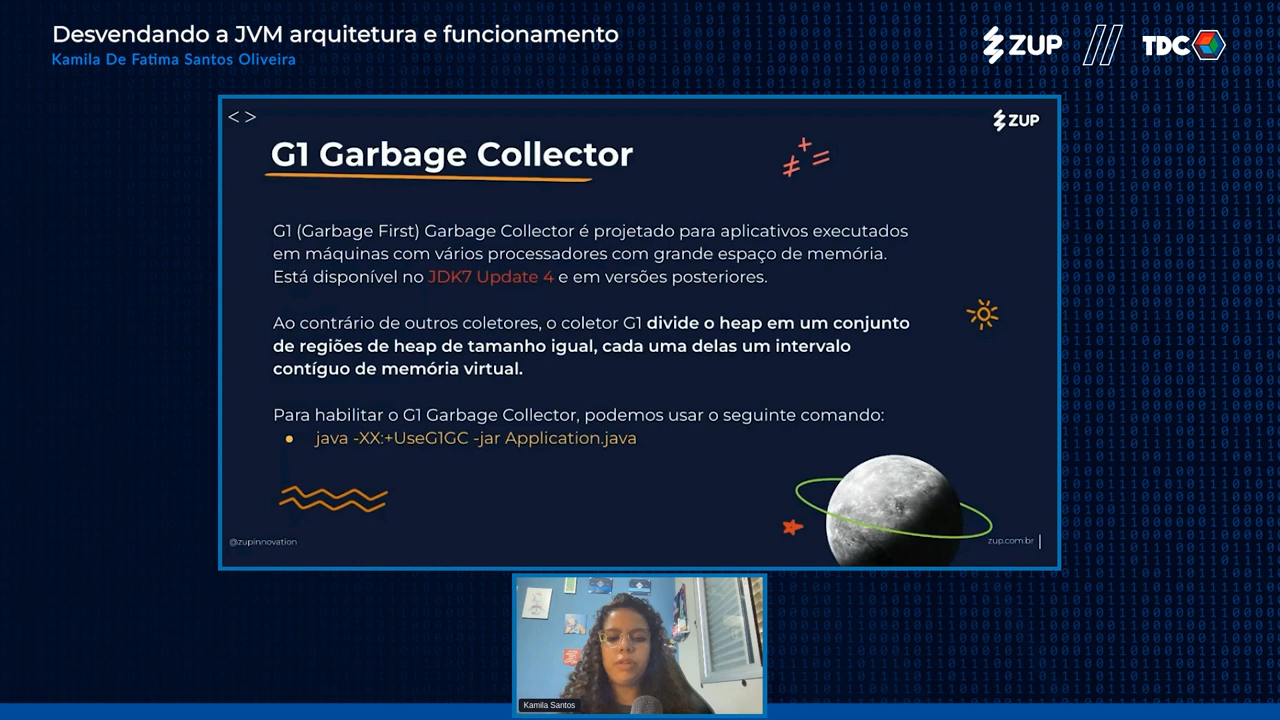 Desvendando a JVM arquitetura e funcionamento
Kamila De Fatima Santos Oliveira
ZUP
TDC
< >
ZUP
G1 Garbage Collector
G1 (Garbage First) Garbage Collector é projetado para aplicativos executados
em máquinas com vários processadores com grande espaço de memória.
Está disponível no JDK7 Update 4 e em versões posteriores.
Ao contrário de outros coletores, o coletor G1 divide o heap em um conjunto
de regiões de heap de tamanho igual, cada uma delas um intervalo
contíguo de memória virtual.
Para habilitar o G1 Garbage Collector, podemos usar o seguinte comando:
● java -XX:+UseG1GC -jar Application.java
@zupinnovation
zup.com.br
Kamila Santos